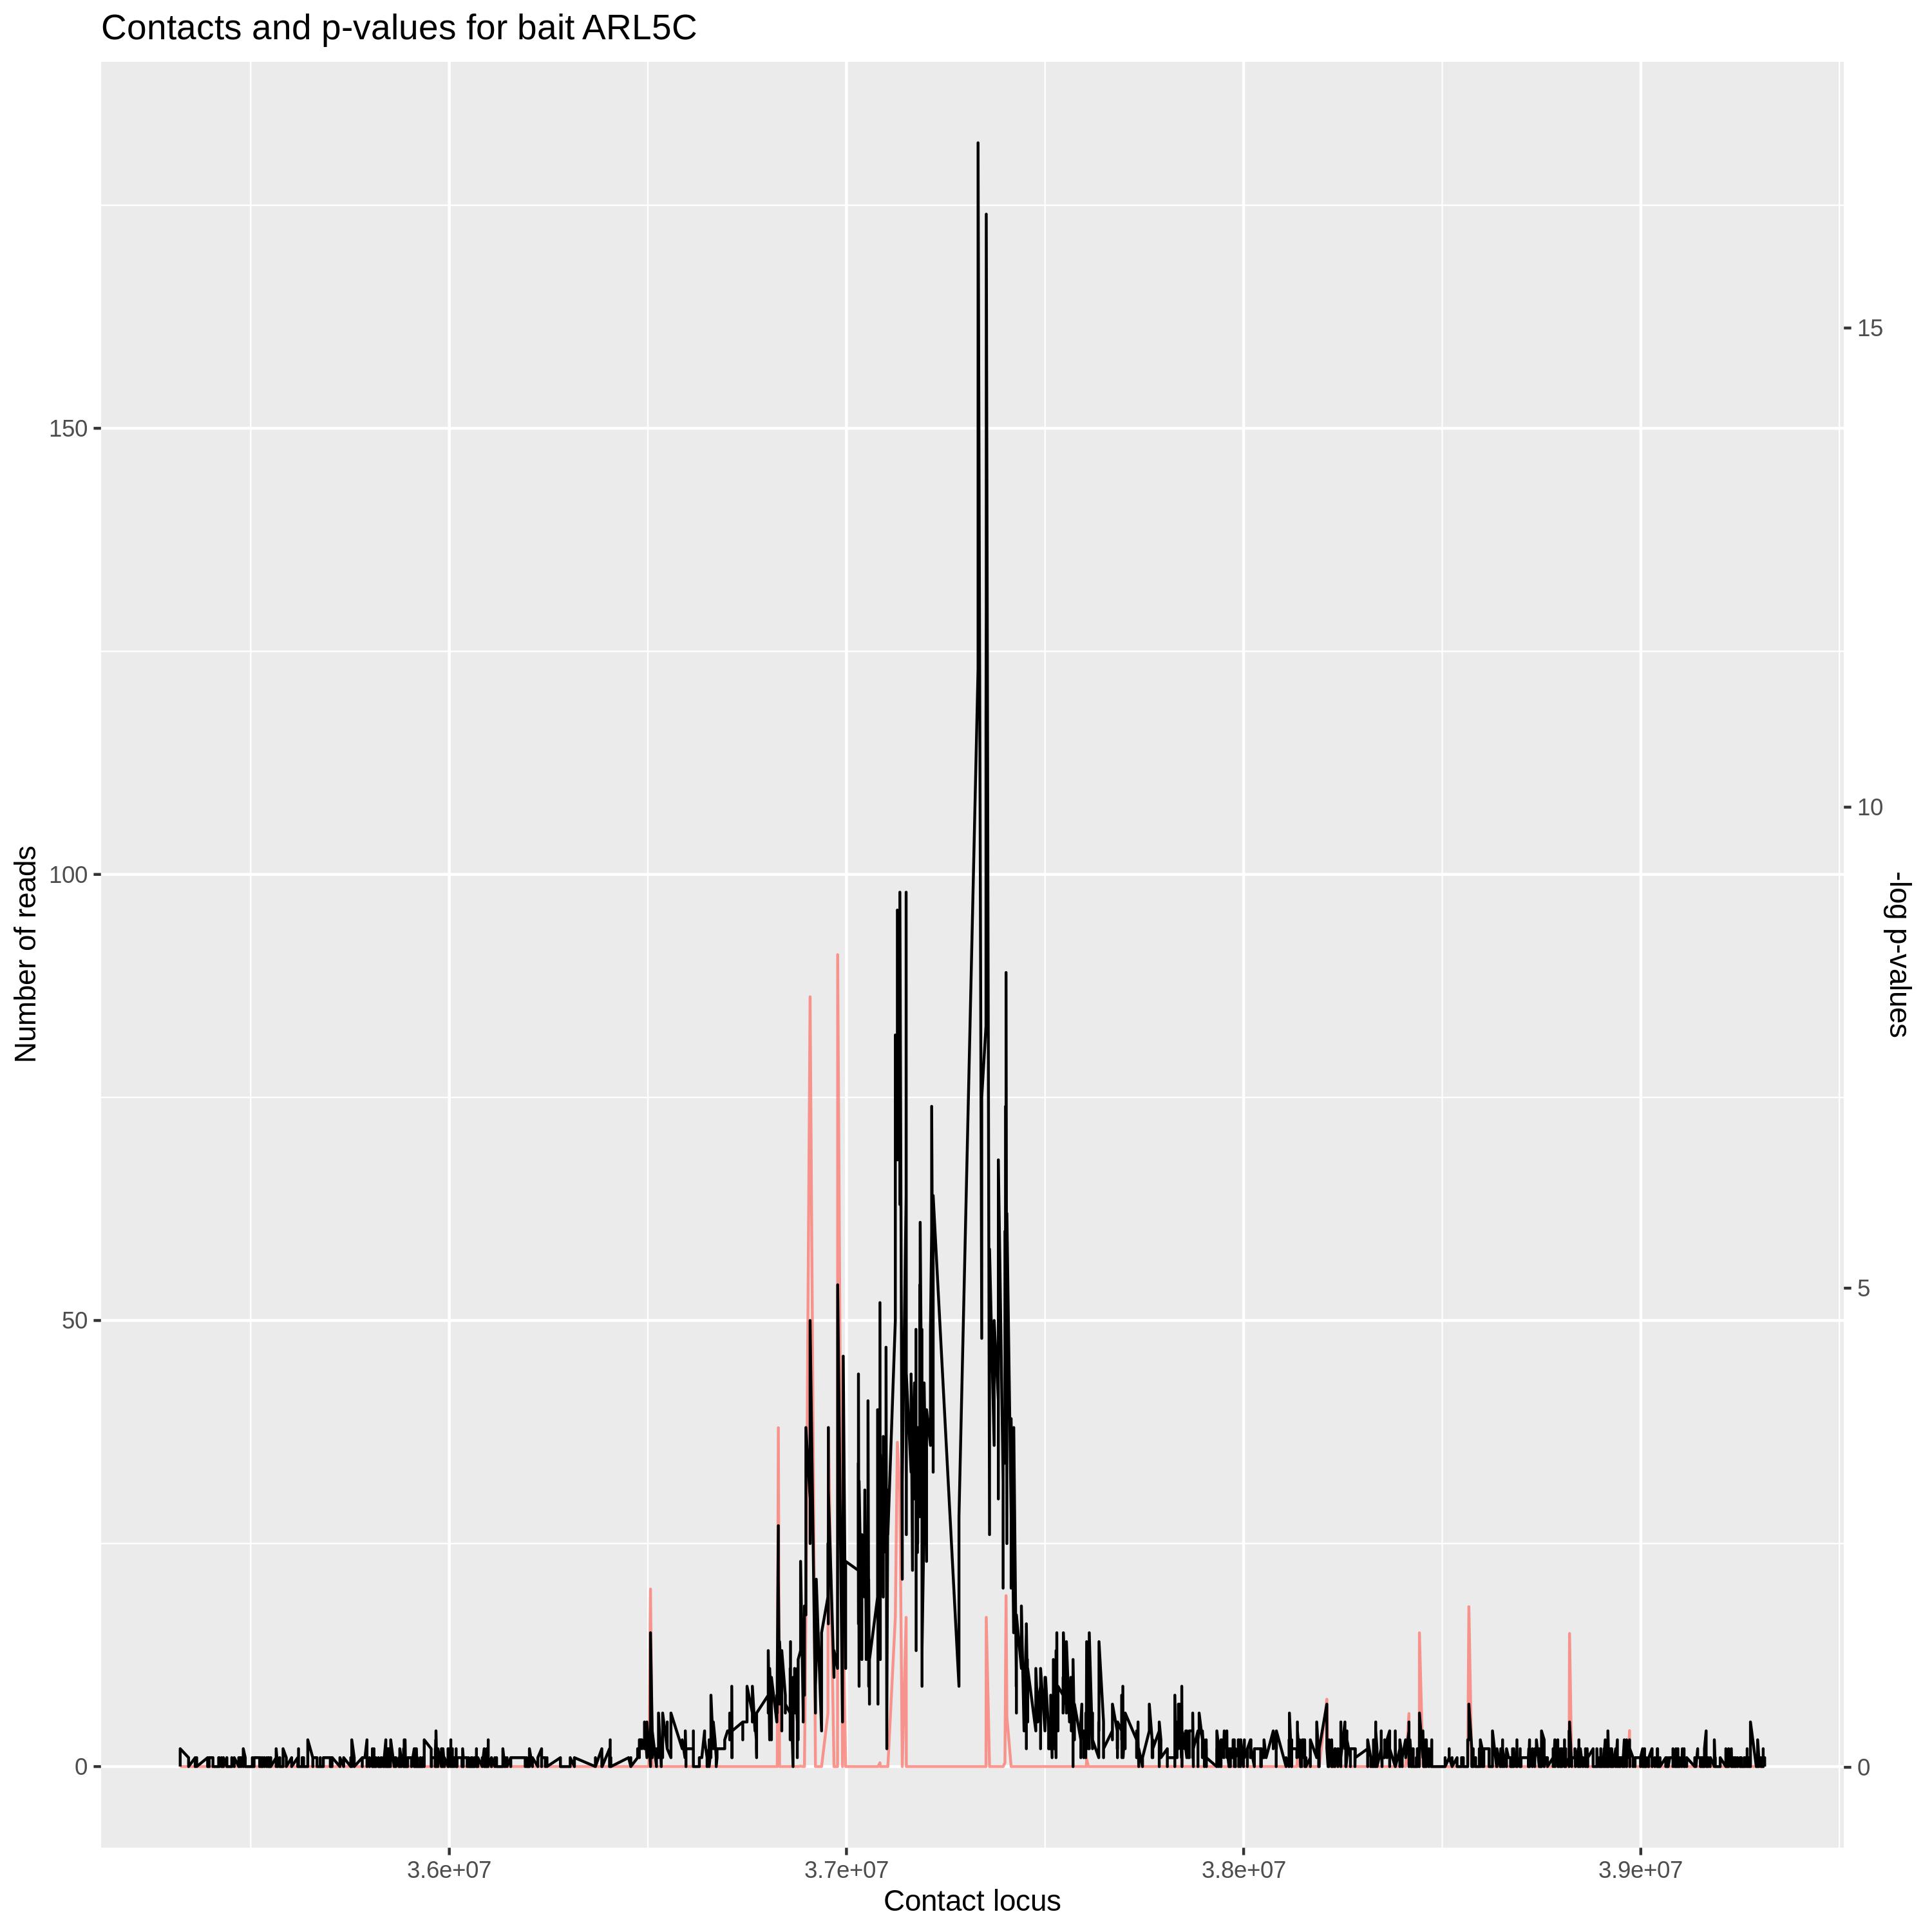 Contacts and p-values for bait ARL5C
Number of reads
150
100
50
0
15
10
5
0
-log p-values
3.6e+07
3.7e+07
3.8e+07
3.9e+07
Contact locus